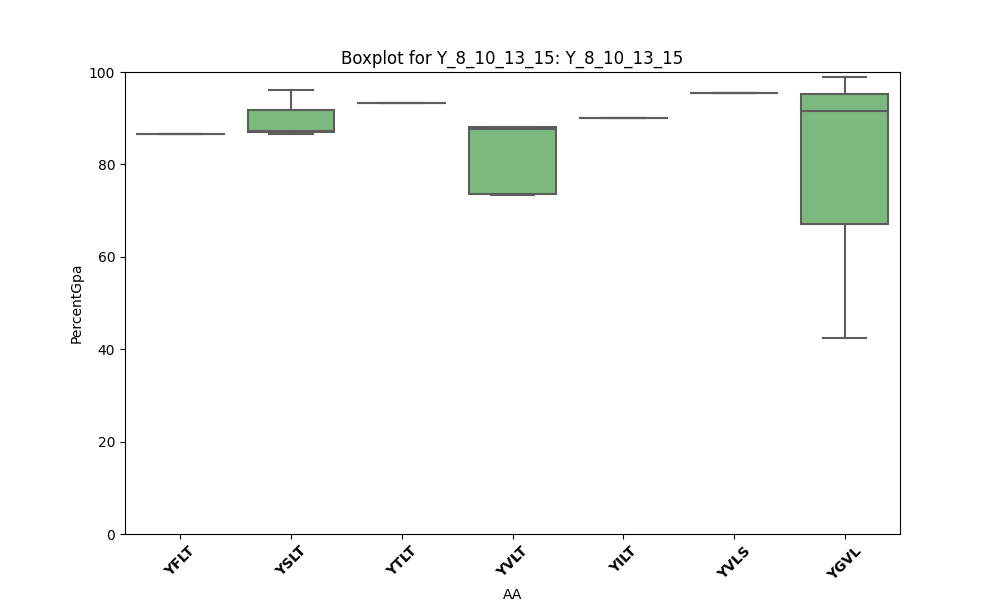 Boxplot for Y_8_10_13_15: Y_8_10_13_15
100
80
60
40
20
0
PercentGpa
YFLT
YSLT
YTLT
YVLT
YILT
YVLS
YGVL
AA